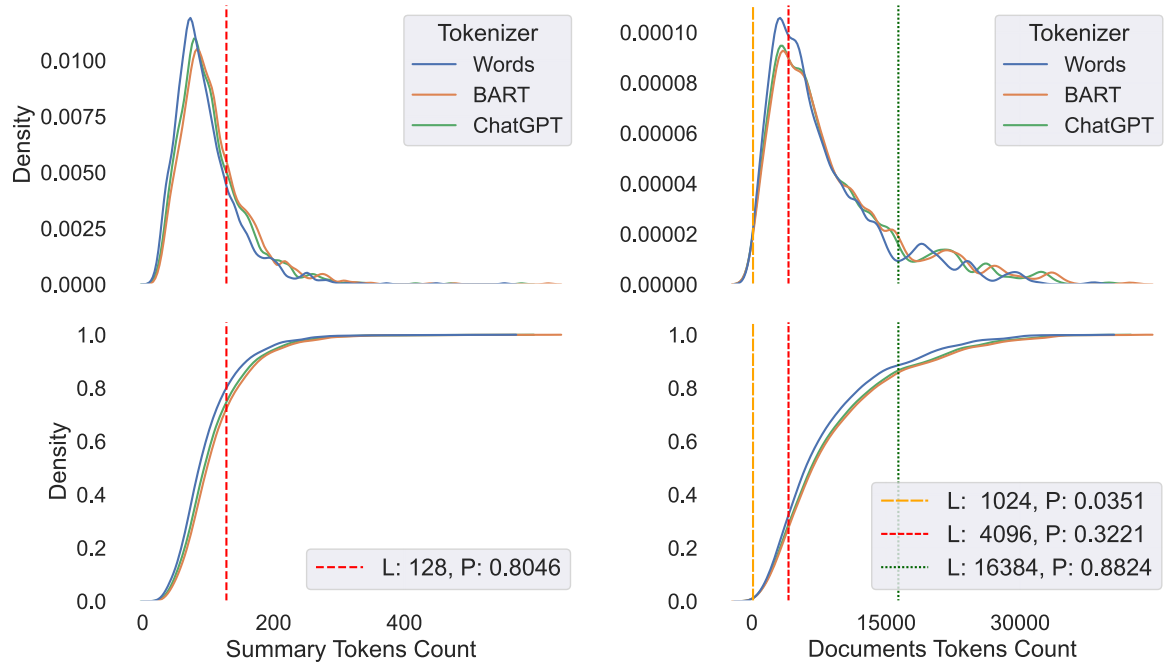 Density
0.0100
0.0075
0.0050
0.0025
0.0000
Tokenizer
Words
BART
ChatGPT
0.00010
0.00008
0.00006
0.00004
0.00002
0.00000
Tokenizer
Words
BART
ChatGPT
Density
1.0
0.8
0.6
0.4
0.2
0.0
L: 128, P: 0.8046
0 200 400
Summary Tokens Count
1.0
0.8
0.6
0.4
0.2
0.0
L: 1024, P: 0.0351
L: 4096, P: 0.3221
L: 16384, P: 0.8824
0 15000 30000
Documents Tokens Count